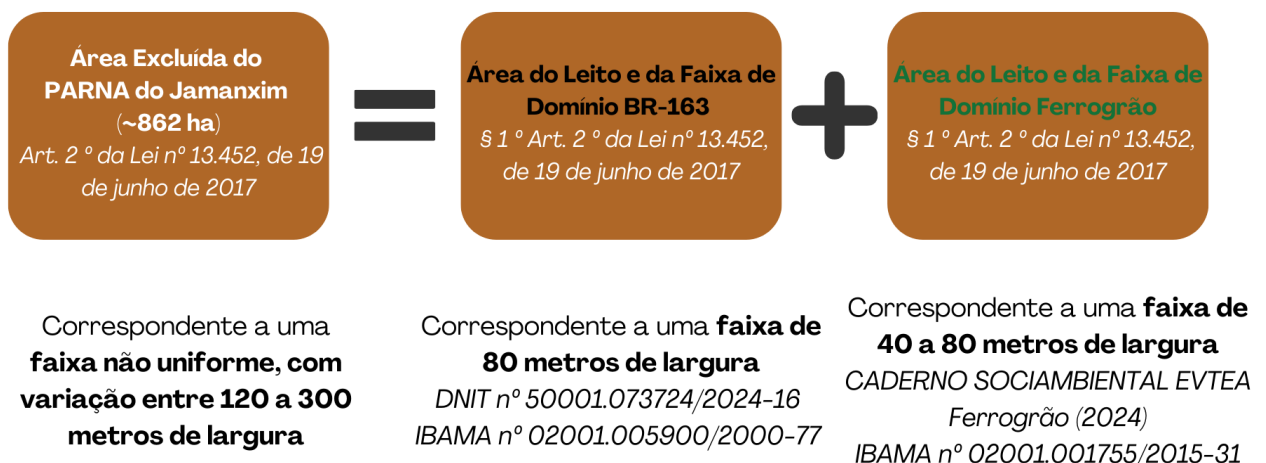 Área Excluída do
PARNA do Jamanxim
(~862 ha)
Art. 2 º da Lei nº 13.452, de 19
de junho de 2017
=
Área do Leito e da Faixa de
Domínio BR-163
§ 1 º Art. 2 º da Lei nº 13.452,
de 19 de junho de 2017
+
Área do Leito e da Faixa de
Domínio Ferrogrão
§ 1 º Art. 2 º da Lei nº 13.452,
de 19 de junho de 2017
Correspondente a uma
faixa não uniforme, com
variação entre 120 a 300
metros de largura
Correspondente a uma faixa de
80 metros de largura
DNIT nº 50001.073724/2024-16
IBAMA nº 02001.005900/2000-77
Correspondente a uma faixa de
40 a 80 metros de largura
CADERNO SOCIAMBIENTAL EVTEA
Ferrogrão (2024)
IBAMA nº 02001.001755/2015-31